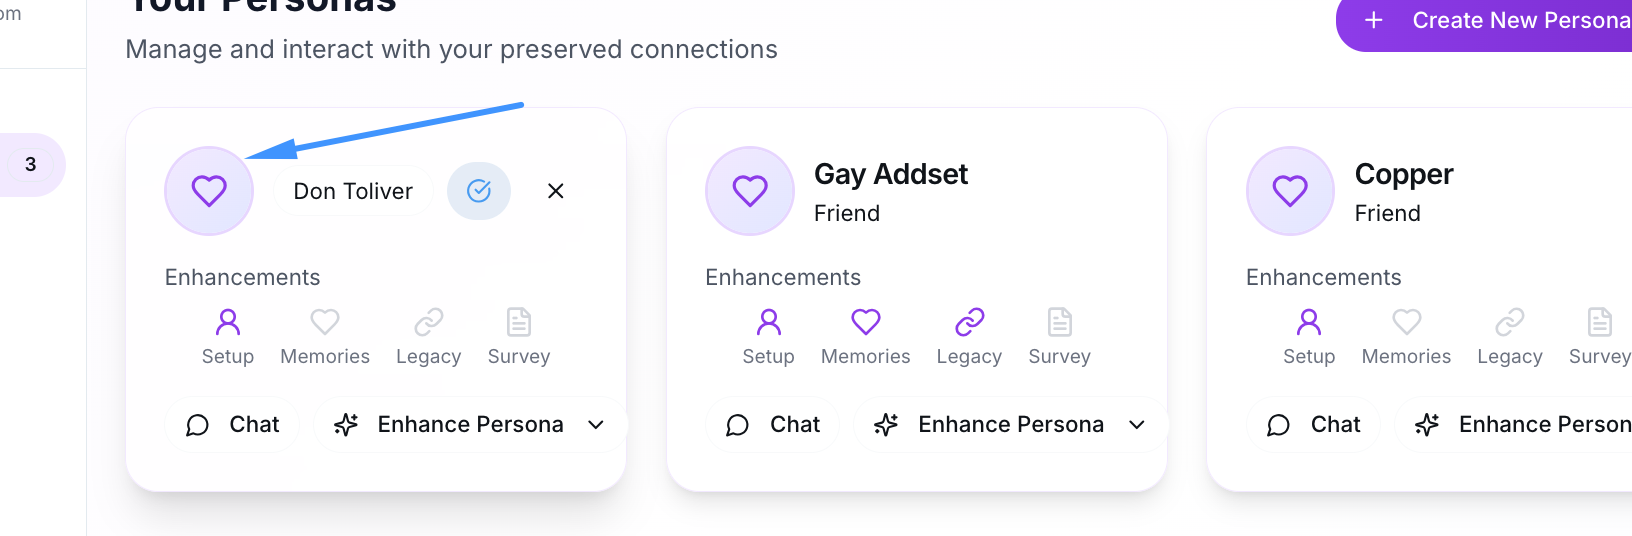 om
Your Personas
Create New Persona
Manage and interact with your preserved connections
3
Don Toliver
Enhancements
Setup Memories Legacy Survey
Chat Enhance Persona
Gay Addset
Friend
Enhancements
Setup Memories Legacy Survey
Chat Enhance Persona
Copper
Friend
Enhancements
Setup Memories Legacy Survey
Chat Enhance Person